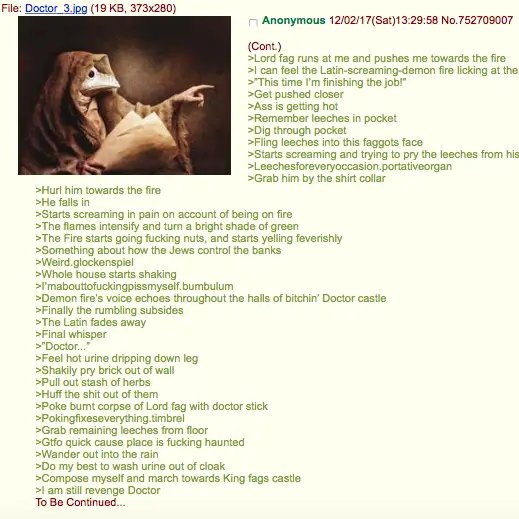 File: Doctor_3.jpg (19 KB, 373x280)
Anonymous 12/02/17(Sat)13:29:58 No.752709007
(Cont.)
>Lord fag runs at me and pushes me towards the fire
>I can feel the Latin-screaming-demon fire licking at the
>"This time I'm finishing the job!"
>Get pushed closer
>Ass is getting hot
>Remember leeches in pocket
>Dig through pocket
>Fling leeches into this faggots face
>Starts screaming and trying to pry the leeches from his
>Leechesforeveryoccasion.portativeorgan
>Grab him by the shirt collar
>Hurl him towards the fire
>He falls in
>Starts screaming in pain on account of being on fire
>The flames intensify and turn a bright shade of green
>The Fire starts going fucking nuts, and starts yelling feverishly
>Something about how the Jews control the banks
>Weird.glockenspiel
>Whole house starts shaking
>I'mabouttofuckingpissmyself.bumbulum
>Demon fire's voice echoes throughout the halls of bitchin' Doctor castle
>Finally the rumbling subsides
>The Latin fades away
>Final whisper
>"Doctor..."
>Feel hot urine dripping down leg
>Shakily pry brick out of wall
>Pull out stash of herbs
>Huff the shit out of them
>Poke burnt corpse of Lord fag with doctor stick
>Pokingfixeseverything.timbrel
>Grab remaining leeches from floor
>Gtfo quick cause place is fucking haunted
>Wander out into the rain
>Do my best to wash urine out of cloak
>Compose myself and march towards King fags castle
>I am still revenge Doctor
To Be Continued...